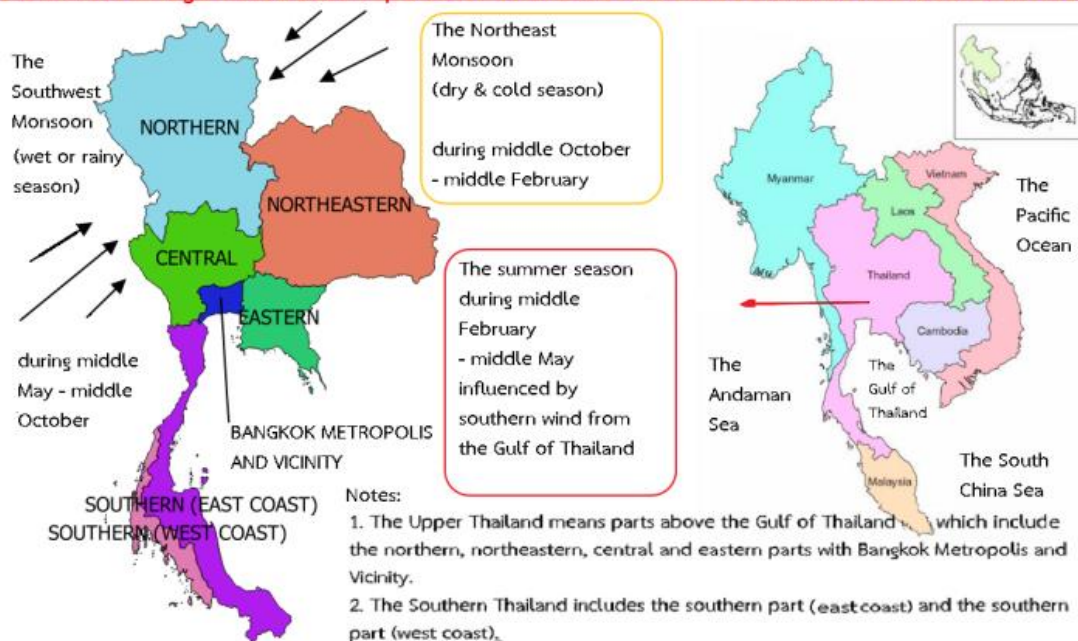 The
Southwest
Monsoon
(wet or rainy
season)
NORTHERN
NORTHEASTERN
CENTRAL
EASTERN
during middle
May - middle
October
BANGKOK METROPOLIS
AND VICINITY
SOUTHERN (EAST COAST)
SOUTHERN (WEST COAST)
The Northeast
Monsoon
(dry & cold season)
during middle October
- middle February
The summer season
during middle
February
- middle May
influenced by
southern wind from
the Gulf of Thailand
Myanmar
Vietnam
Laos
Thailand
Cambodia
Malaysia
The
Pacific
Ocean
The
Andaman
Sea
The
Gulf of
Thailand
The South
China Sea
Notes:
1. The Upper Thailand means parts above the Gulf of Thailand which include
the northern, northeastern, central and eastern parts with Bangkok Metropolis and
Vicinity.
2. The Southern Thailand includes the southern part (east coast) and the southern
part (west coast).